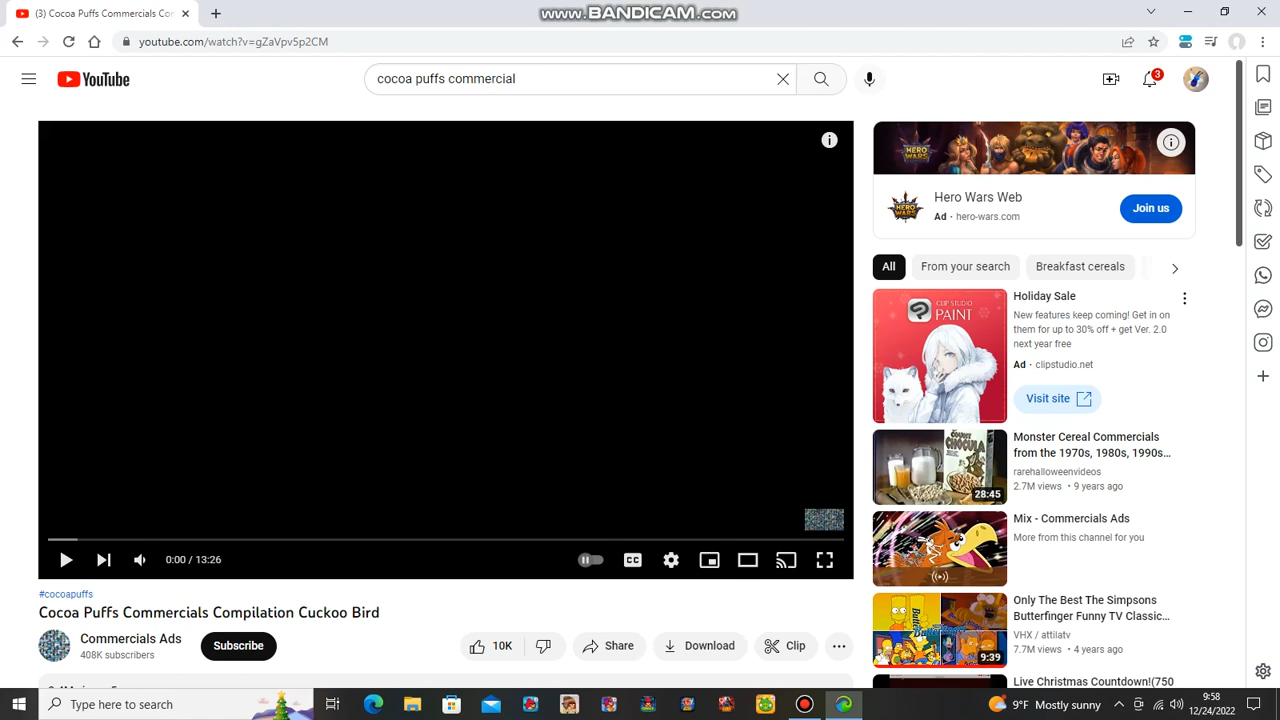 www.BANDICAM.com
(3) Cocoa Puffs Commercials Com
youtube.com/watch?v=gZaVpv5p2CM
YouTube
cocoa puffs commercial
3
HERO WARS
Hero Wars Web
Ad · hero-wars.com
Join us
All
From your search
Breakfast cereals
CLIP STUDIO
PAINT
Holiday Sale
New features keep coming! Get in on
them for up to 30% off + get Ver. 2.0
next year free
Ad · clipstudio.net
Visit site
COUNT
CHOCULA
28:45
Monster Cereal Commercials
from the 1970s, 1980s, 1990s...
rarehalloweenvideos
2.7M views • 9 years ago
Mix - Commercials Ads
More from this channel for you
Butterfinger
9:39
Only The Best The Simpsons
Butterfinger Funny TV Classic...
VHX / attilatv
7.7M views • 4 years ago
Live Christmas Countdown!(750
0:00 / 13:26
CC
#cocoapuffs
Cocoa Puffs Commercials Compilation Cuckoo Bird
Commercials Ads
408K subscribers
Subscribe
10K
Share
Download
Clip
Type here to search
9°F Mostly sunny
9:58
12/24/2022